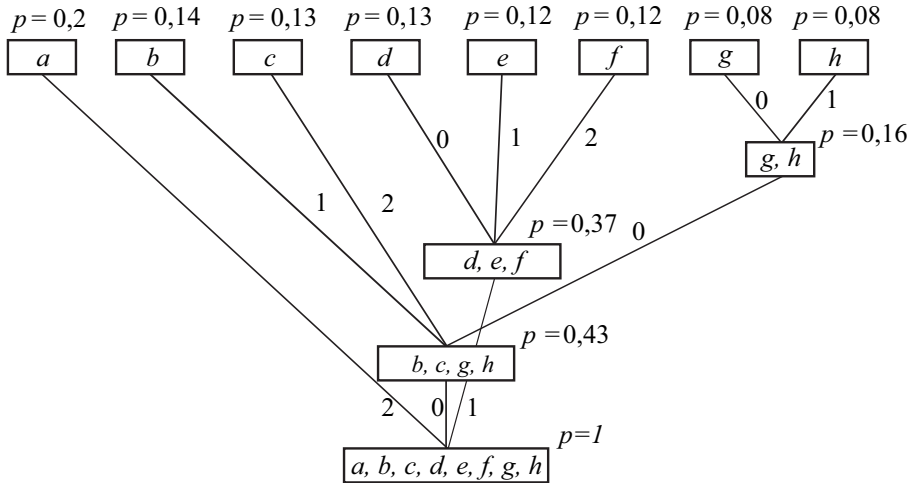 p = 0,2 p = 0,14 p = 0,13 p = 0,13 p = 0,12 p = 0,12 p = 0,08 p = 0,08
a b c d e f g h
0 1
0 1 2
p = 0,16
g, h
1 2
p = 0,37 0
d, e, f
p = 0,43
b, c, g, h
2 0 1
p=1
a, b, c, d, e, f, g, h